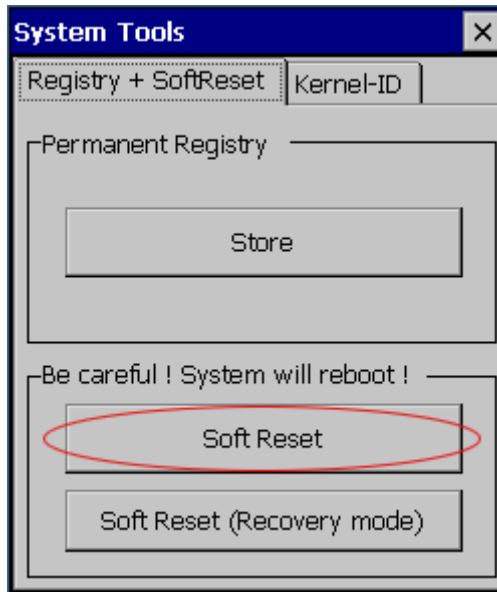 System Tools
Registry + SoftReset
Kernel-ID
Permanent Registry
Store
Be careful ! System will reboot !
Soft Reset
Soft Reset (Recovery mode)